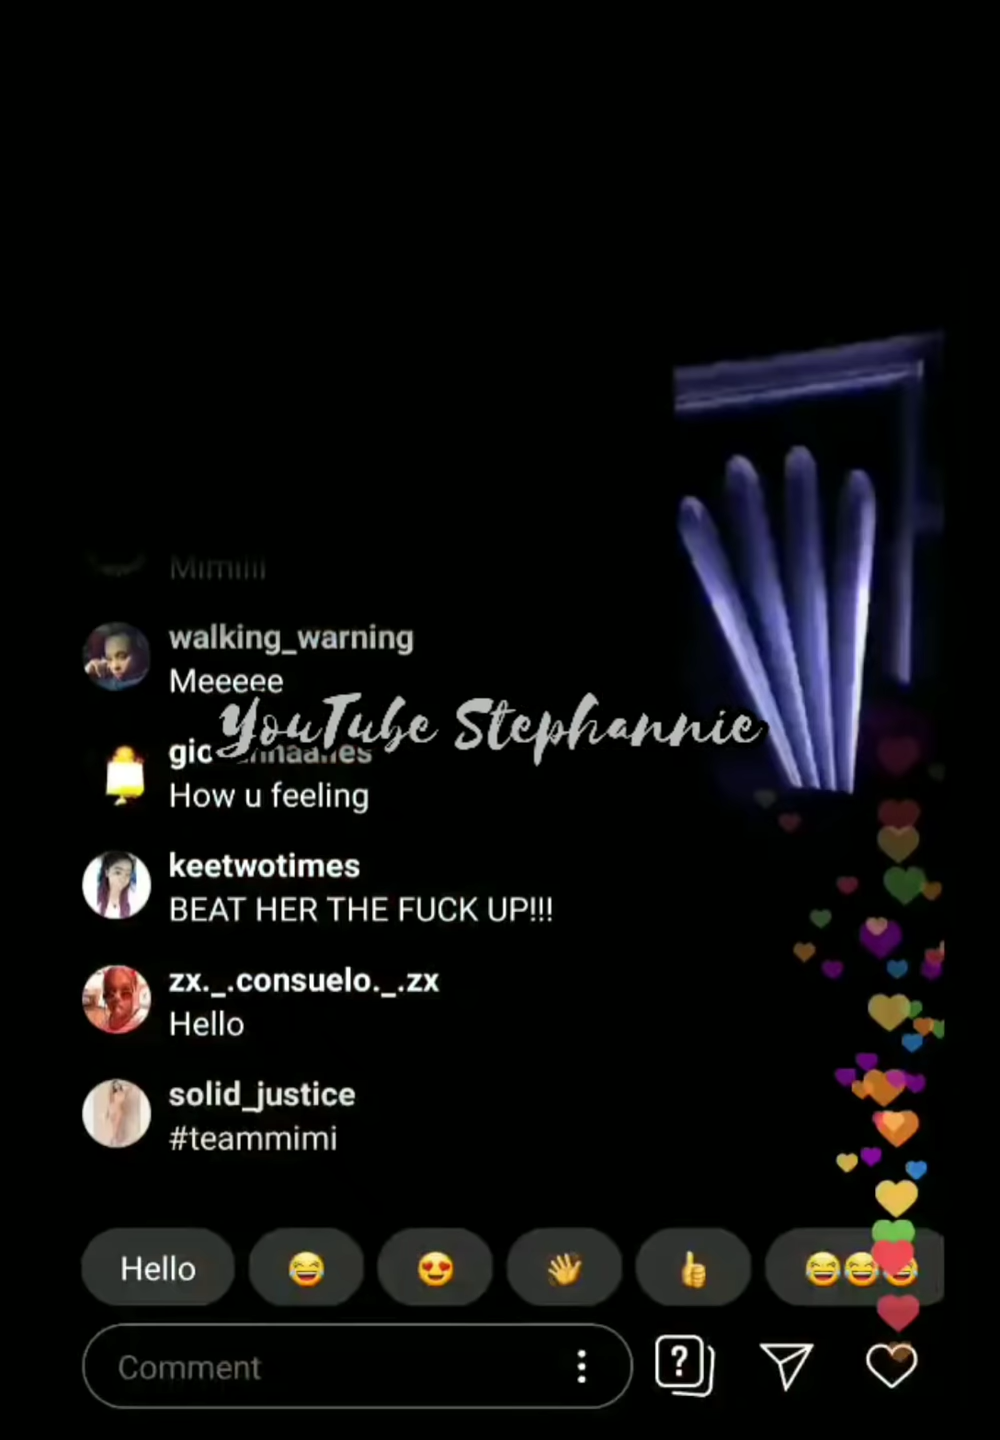 Mimiiii
walking_warning
Meeeee
YouTube Stephannie
How u feeling
keetwotimes
BEAT HER THE FUCK UP!!!
zx._.consuelo._.zx
Hello
solid_justice
#teammimi
Hello
Comment